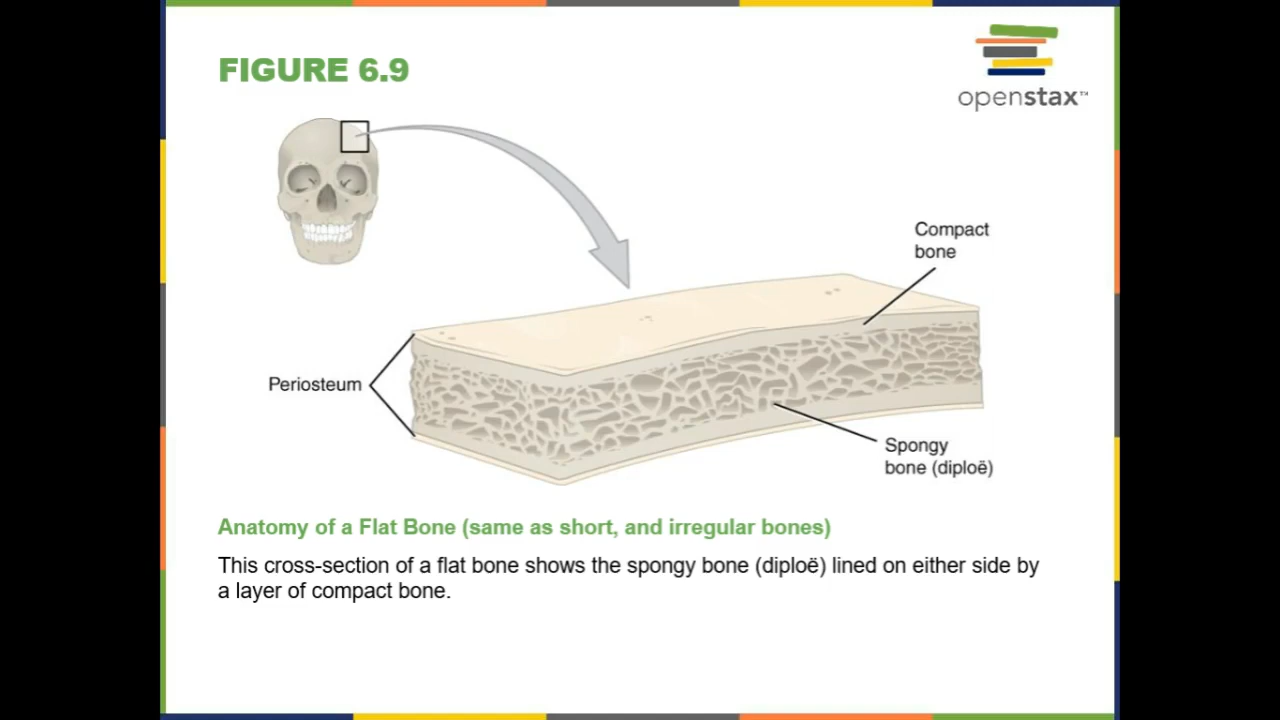 FIGURE 6.9
openstax™
Compact
bone
Periosteum
Spongy
bone (diploë)
Anatomy of a Flat Bone (same as short, and irregular bones)
This cross-section of a flat bone shows the spongy bone (diploë) lined on either side by
a layer of compact bone.